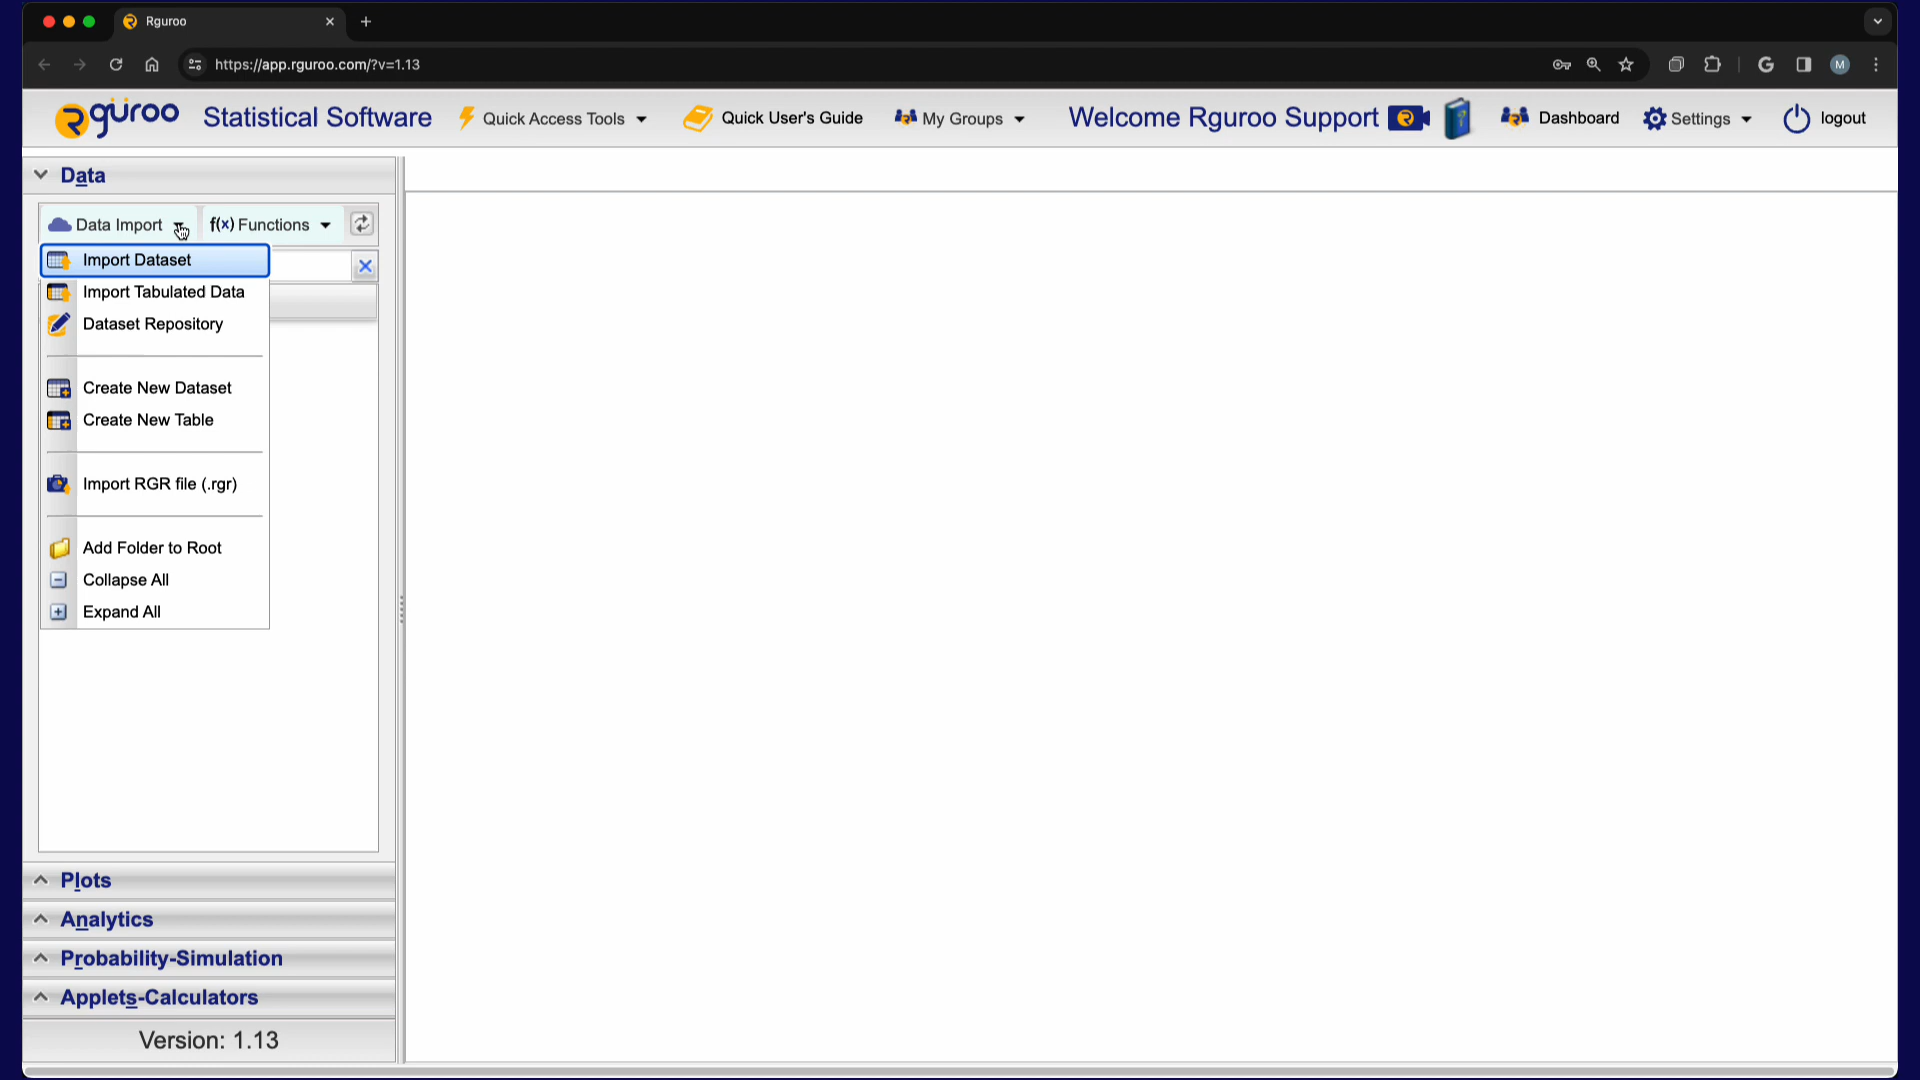 Rguroo
https://app.rguroo.com/?v=1.13
M
rgüroo Statistical Software Quick Access Tools Quick User's Guide My Groups Welcome Rguroo Support Dashboard Settings logout
Data
Data Import f(x) Functions
Import Dataset
Import Tabulated Data
Dataset Repository
Create New Dataset
Create New Table
Import RGR file (.rgr)
Add Folder to Root
Collapse All
Expand All
Plots
Analytics
Probability-Simulation
Applets-Calculators
Version: 1.13